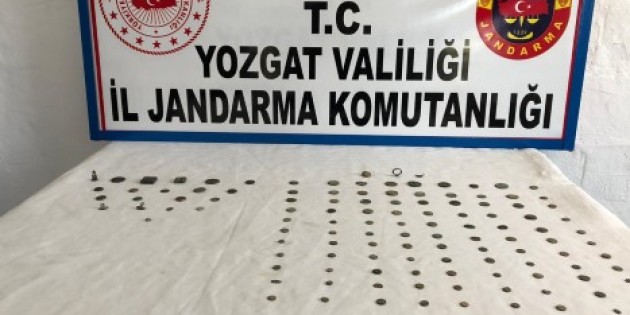 T.C.
YOZGAT VALİLİĞİ
İL JANDARMA KOMUTANLIĞI
JANDARMA